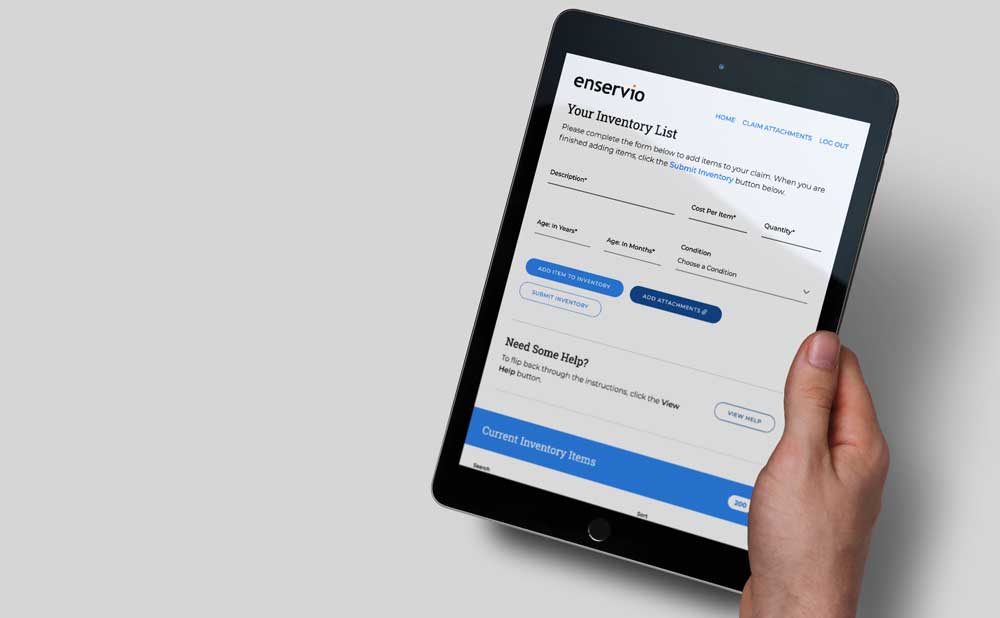 enservio
HOME CLAIM ATTACHMENTS LOG OUT
Your Inventory List
Please complete the form below to add items to your claim. When you are
finished adding items, click the Submit Inventory button below.
Description*
Cost Per Item*
Quantity*
Age: In Years*
Age: In Months*
Condition
Choose a Condition
ADD ITEM TO INVENTORY
ADD ATTACHMENTS
SUBMIT INVENTORY
Need Some Help?
To flip back through the instructions, click the View
Help button.
VIEW HELP
Current Inventory Items
200
Search
Sort